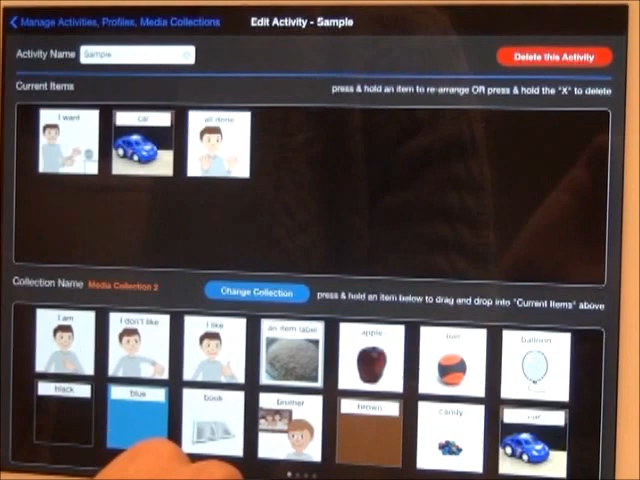 Manage Activities, Profiles, Media Collections
Edit Activity - Sample
Activity Name
Sample
Delete this Activity
Current Items
press & hold an item to re-arrange OR press & hold the "X" to delete
I want
car
all done
Collection Name
Media Collection 2
Change Collection
press & hold an item below to drag and drop into "Current Items" above
I am
I don't like
I like
an item label
apple
balloon
black
blue
book
brother
brown
candy
car